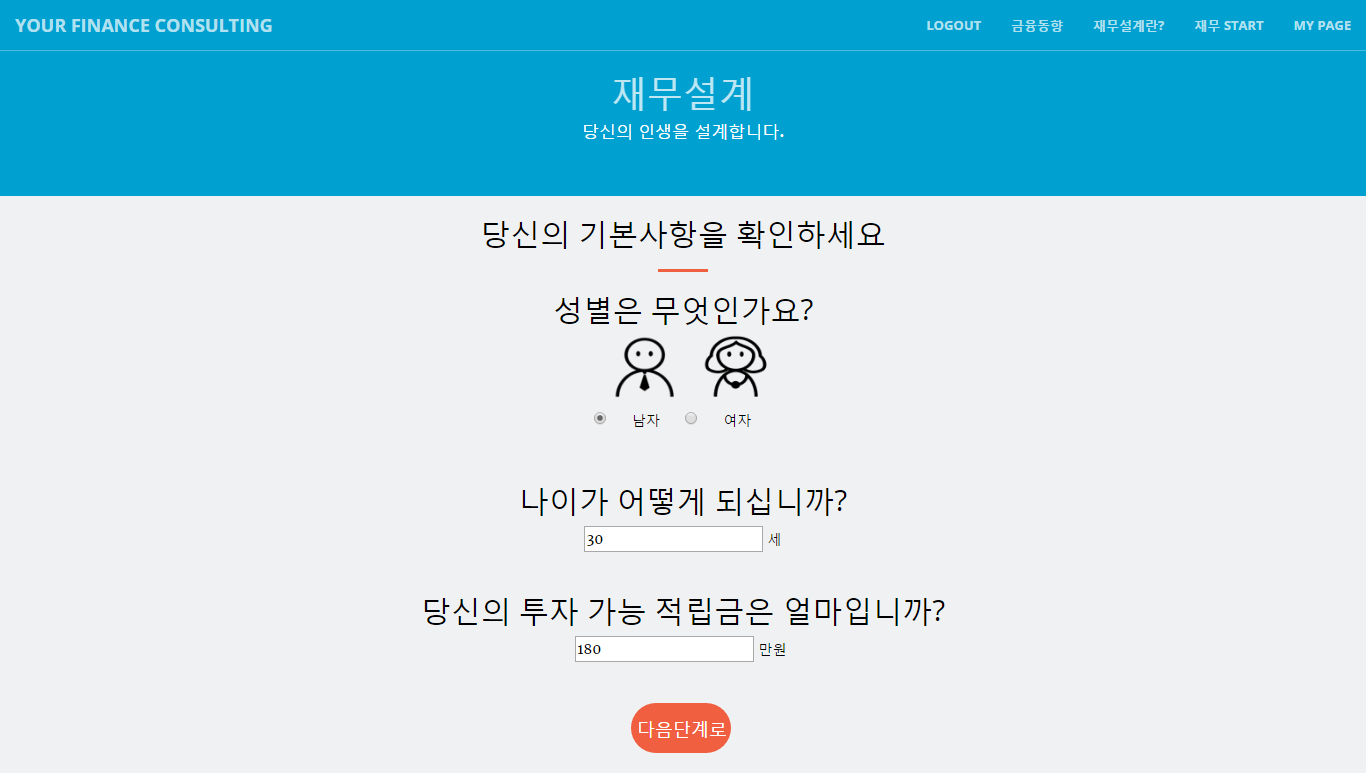 YOUR FINANCE CONSULTING LOGOUT 금융동향 재무설계란? 재무 START MY PAGE
재무설계
당신의 인생을 설계합니다.
당신의 기본사항을 확인하세요
성별은 무엇인가요?
남자 여자
나이가 어떻게 되십니까?
30 세
당신의 투자 가능 적립금은 얼마입니까?
180 만원
다음단계로